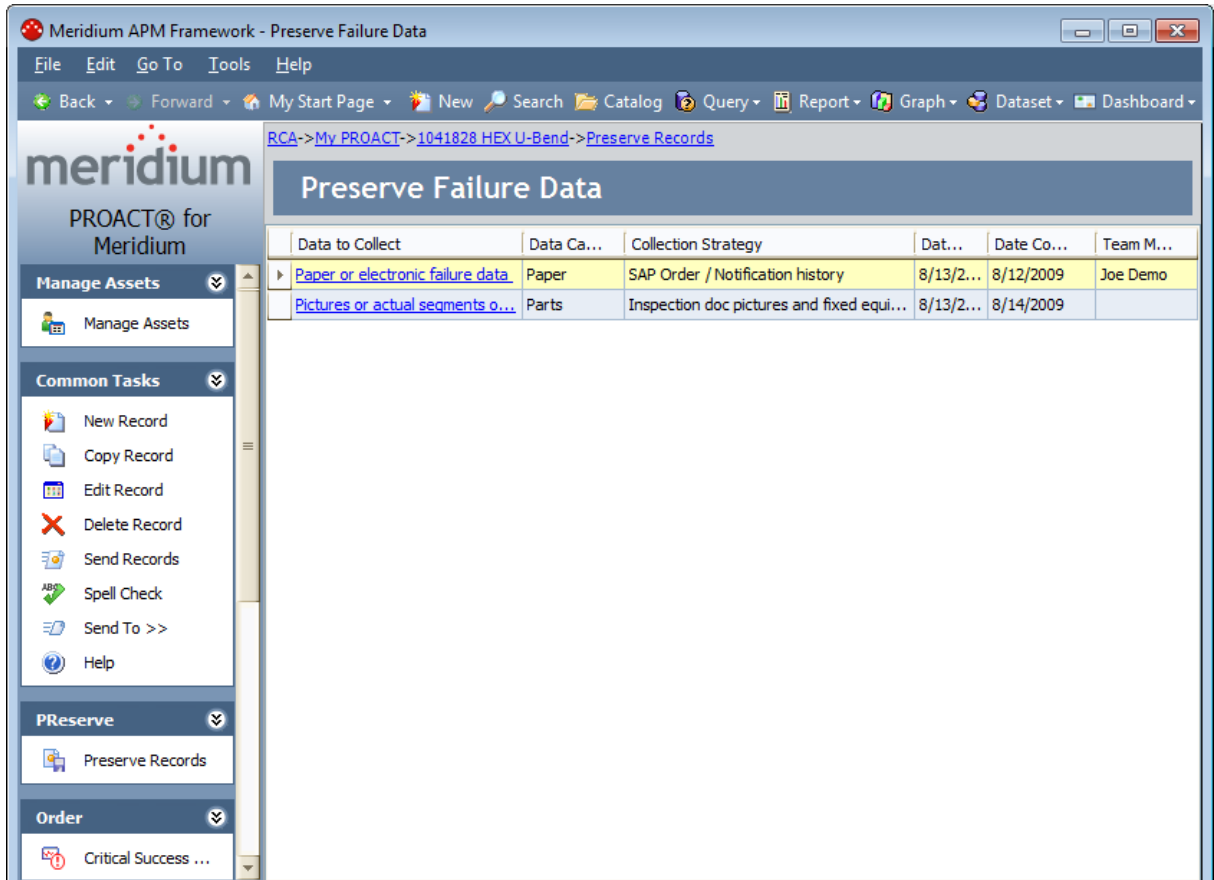 Meridium APM Framework - Preserve Failure Data
File Edit Go To Tools Help
Back Forward My Start Page New Search Catalog Query Report Graph Dataset Dashboard
meridium
PROACT® for
Meridium
RCA->My PROACT->1041828 HEX U-Bend->Preserve Records
Preserve Failure Data
Data to Collect Data Ca... Collection Strategy Dat... Date Co... Team M...
Paper or electronic failure data Paper SAP Order / Notification history 8/13/2... 8/12/2009 Joe Demo
Pictures or actual segments o... Parts Inspection doc pictures and fixed equi... 8/13/2... 8/14/2009
Manage Assets
Manage Assets
Common Tasks
New Record
Copy Record
Edit Record
Delete Record
Send Records
ABC
Spell Check
Send To >>
Help
PReserve
Preserve Records
Order
Critical Success ...